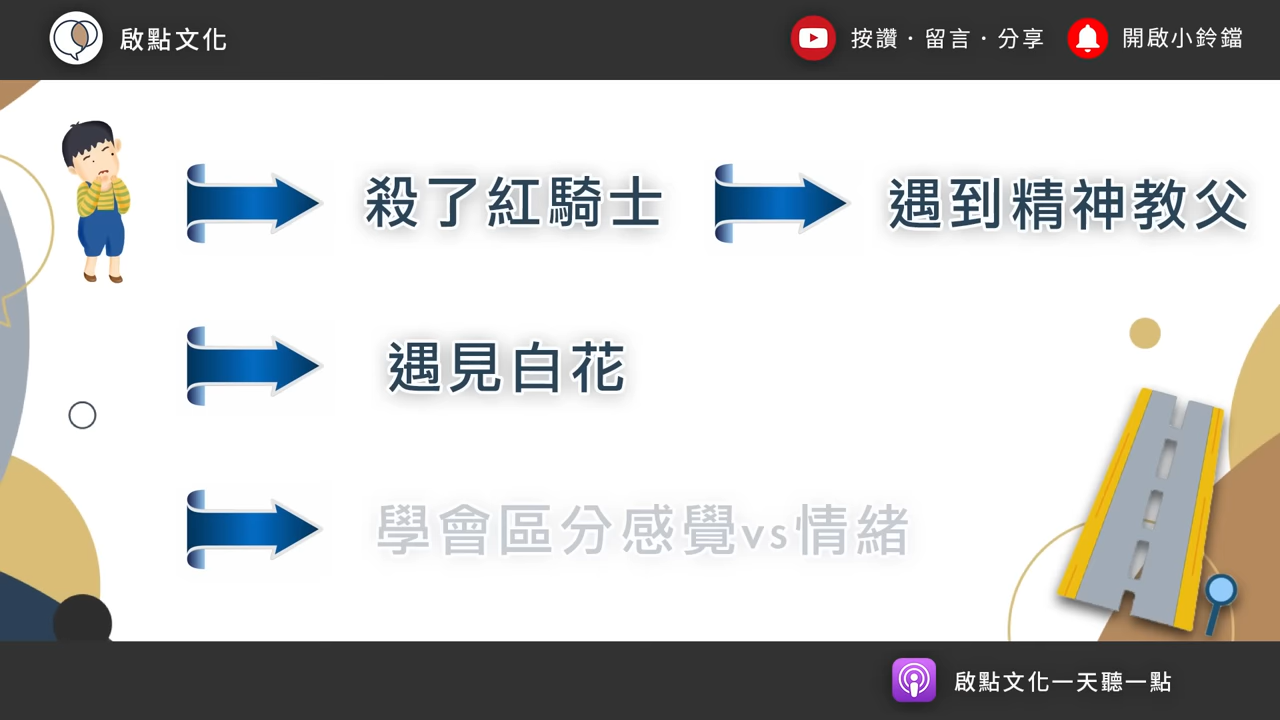 啟點文化
按讚・留言・分享
開啟小鈴鐺
殺了紅騎士
遇到精神教父
遇見白花
學會區分感覺vs情緒
啟點文化一天聽一點